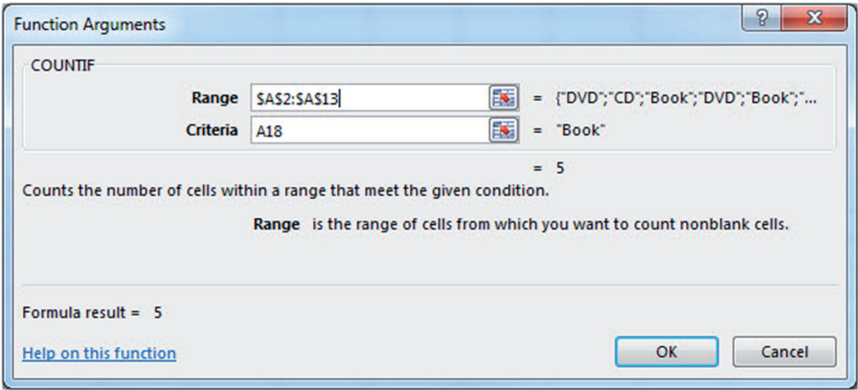 Function Arguments
COUNTIF
Range $A$2:$A$13 = {"DVD";"CD";"Book";"DVD";"Book";"...
Criteria A18 = "Book"
= 5
Counts the number of cells within a range that meet the given condition.
Range is the range of cells from which you want to count nonblank cells.
Formula result = 5
Help on this function OK Cancel